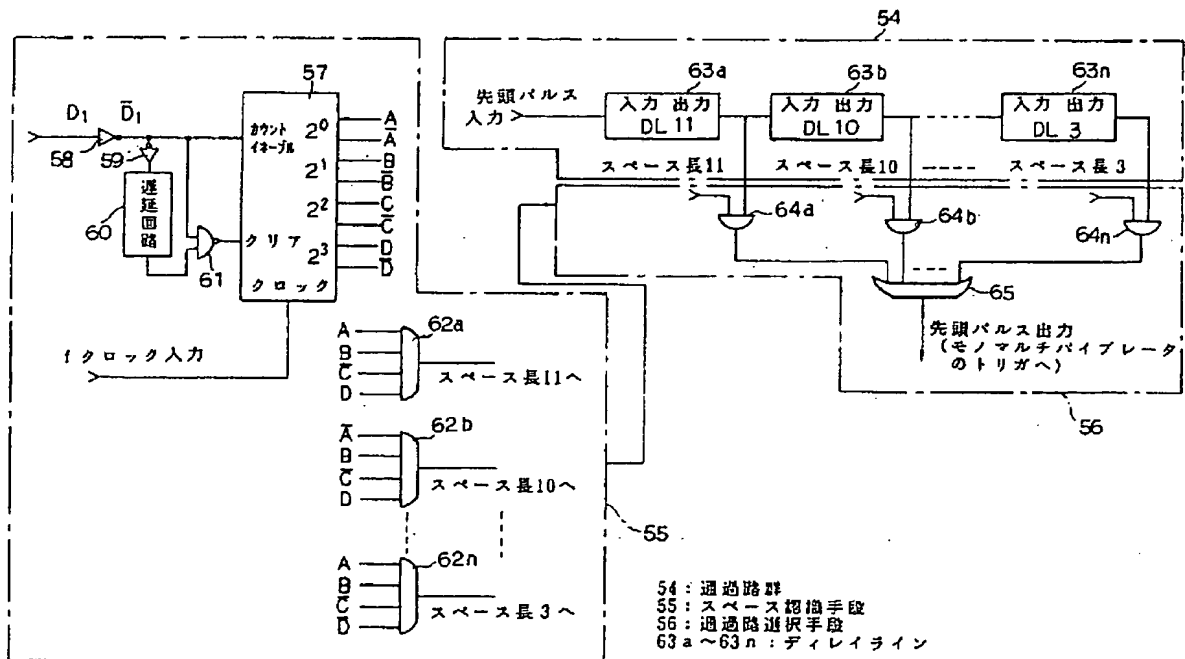 54
57
D₁
D̅₁
58
59
遅延回路
60
61
カウント
イネーブル
クリア
クロック
2⁰
2¹
2²
2³
A
A̅
B
B̅
C
C̅
D
D̅
fクロック入力
63a
63b
63n
先頭パルス
入力
入力 出力
DL 11
入力 出力
DL 10
入力 出力
DL 3
スペース長11
スペース長10
スペース長 3
64a
64b
64n
65
先頭パルス出力
(モノマルチバイブレータ
のトリガへ)
56
A
B
C̅
D
62a
スペース長11へ
A̅
B
C̅
D
62b
スペース長10へ
A
B
C̅
D̅
62n
スペース長 3 へ
55
54:通過路群
55:スペース認識手段
56:通過路選択手段
63a~63n:ディレイライン